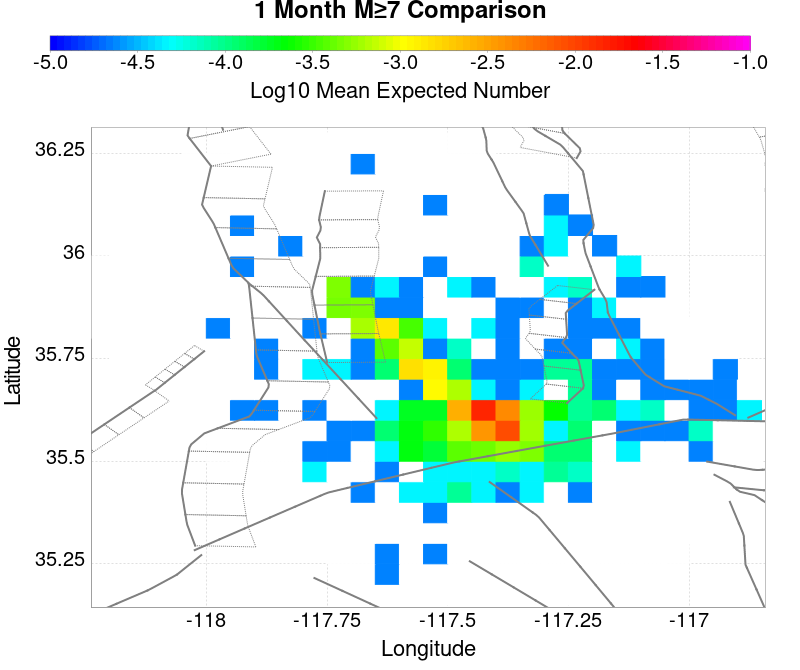 1 Month M≥7 Comparison
-5.0 -4.5 -4.0 -3.5 -3.0 -2.5 -2.0 -1.5 -1.0
Log10 Mean Expected Number
36.25
36
35.75
35.5
35.25
Latitude
-118 -117.75 -117.5 -117.25 -117
Longitude